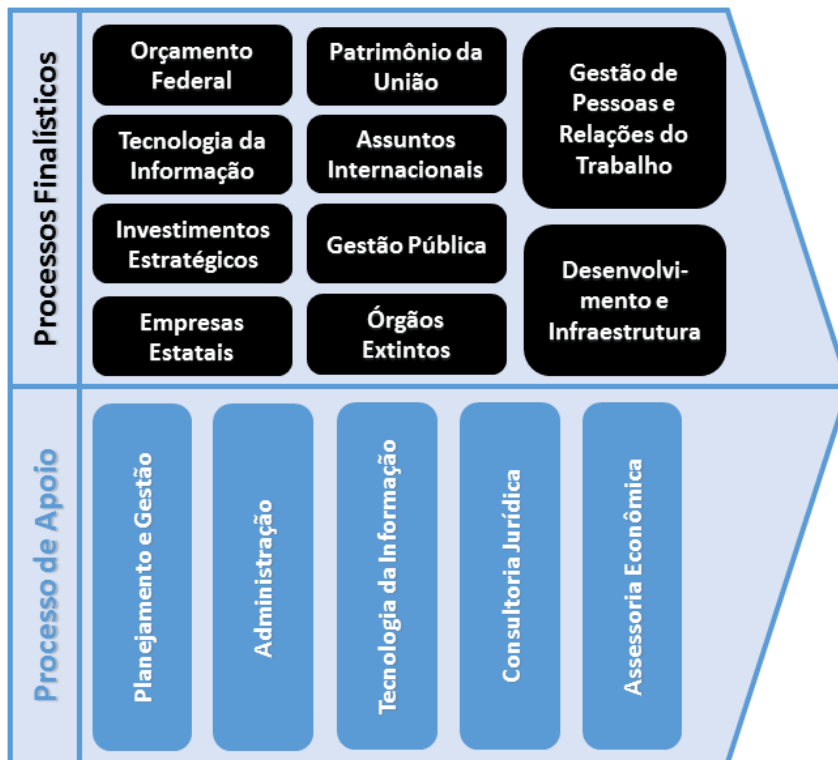 Processos Finalísticos
Orçamento
Federal
Patrimônio da
União
Gestão de
Pessoas e
Relações do
Trabalho
Tecnologia da
Informação
Assuntos
Internacionais
Investimentos
Estratégicos
Gestão Pública
Desenvolvi-
mento e
Infraestrutura
Empresas
Estatais
Órgãos
Extintos
Processo de Apoio
Planejamento e Gestão
Administração
Tecnologia da Informação
Consultoria Jurídica
Assessoria Econômica